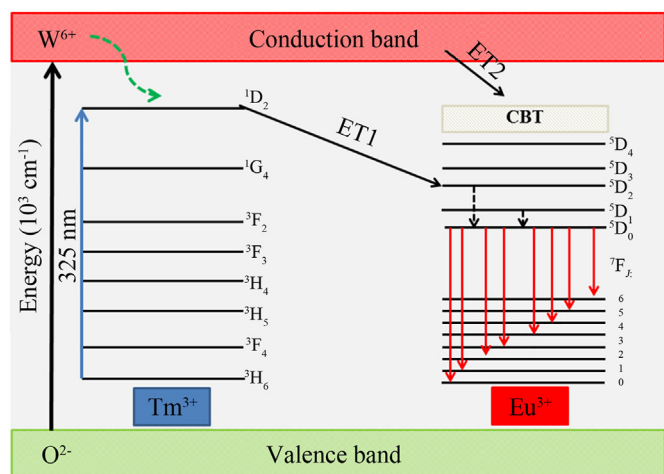 W⁶⁺ Conduction band
ET2
¹D₂
CBT
ET1
⁵D₄
¹G₄
⁵D₃
⁵D₂
³F₂
⁵D₁
⁵D₀
³F₃
⁷F_J:
³H₄
6
³H₅
5
4
3
³F₄
2
1
³H₆
0
Energy (10³ cm⁻¹)
325 nm
Tm³⁺
Eu³⁺
O²⁻ Valence band